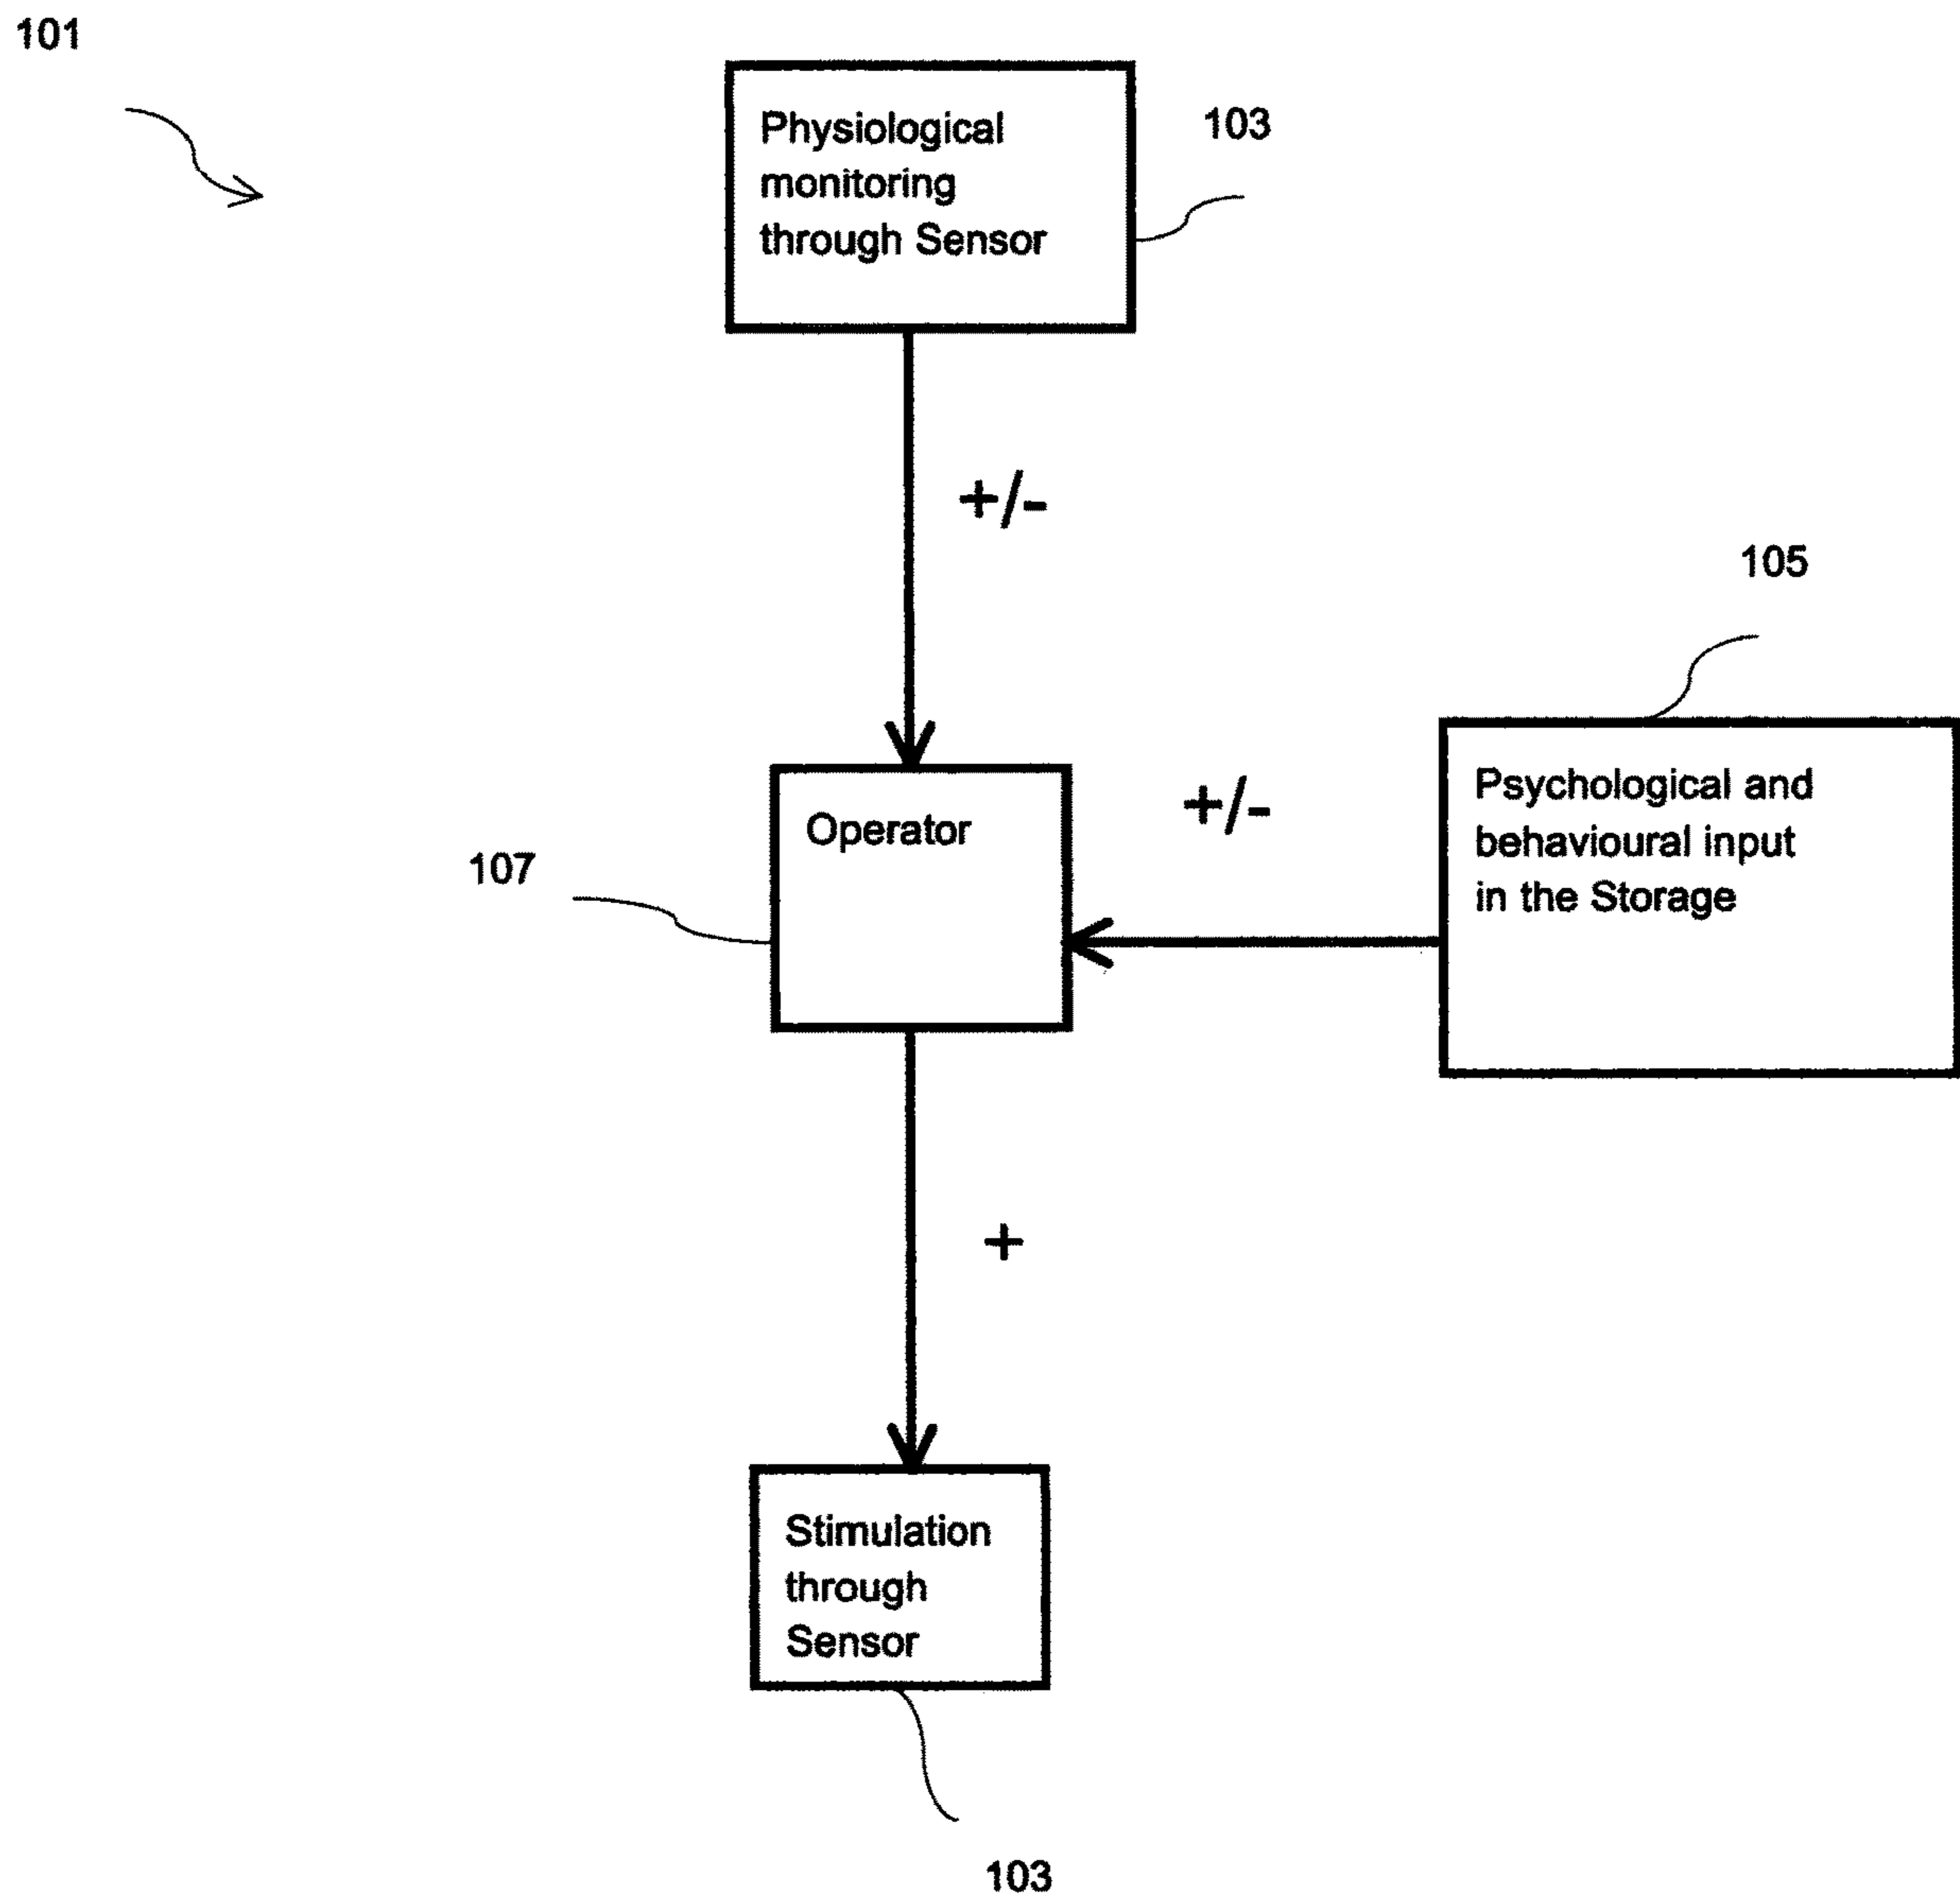 101
Physiological
monitoring
through Sensor
103
+/-
105
Psychological and
behavioural input
in the Storage
+/-
Operator
107
+
Stimulation
through
Sensor
103